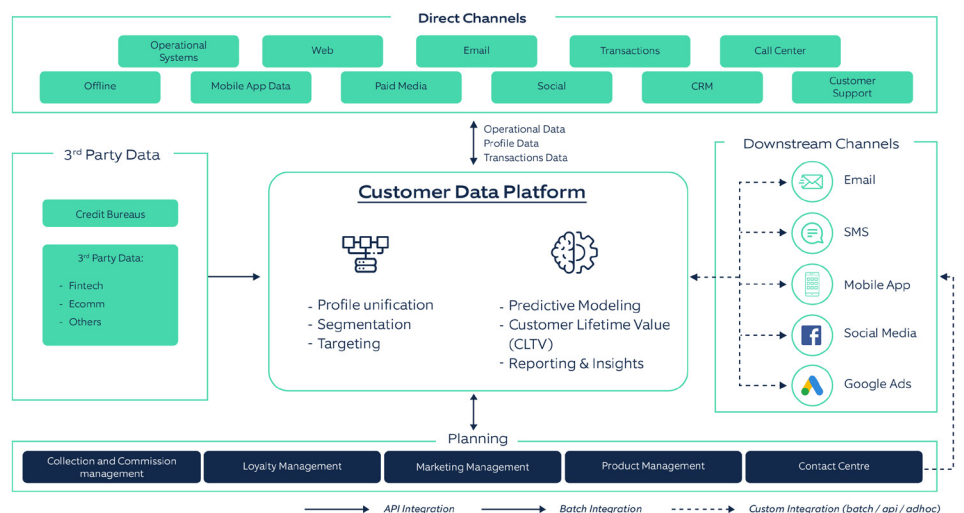 Direct Channels
Operational
Systems
Web
Email
Transactions
Call Center
Offline
Mobile App Data
Paid Media
Social
CRM
Customer
Support
Operational Data
Profile Data
Transactions Data
3rd Party Data
Credit Bureaus
3rd Party Data:
- Fintech
- Ecomm
- Others
Customer Data Platform
- Profile unification
- Segmentation
- Targeting
- Predictive Modeling
- Customer Lifetime Value
(CLTV)
- Reporting & Insights
Downstream Channels
Email
SMS
Mobile App
Social Media
Google Ads
Planning
Collection and Commission
management
Loyality Management
Marketing Management
Product Management
Contact Centre
API Integration
Batch Integration
Custom Integration (batch / api / adhoc)